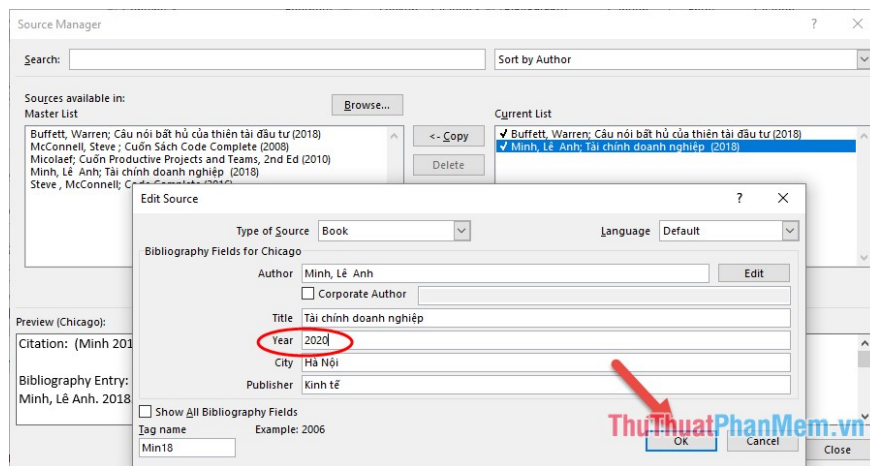 Source Manager
Search:
Sort by Author
Sources available in:
Master List
Browse...
Current List
Buffett, Warren; Câu nói bất hủ của thiên tài đầu tư (2018)
McConnell, Steve ; Cuốn Sách Code Complete (2008)
Micolaef; Cuốn Productive Projects and Teams, 2nd Ed (2010)
Minh, Lê Anh; Tài chính doanh nghiệp (2018)
Steve , McConnell; Code Complete (2016)
<- Copy
Delete
✓ Buffett, Warren; Câu nói bất hủ của thiên tài đầu tư (2018)
✓ Minh, Lê Anh; Tài chính doanh nghiệp (2018)
Edit Source
Type of Source Book
Language Default
Bibliography Fields for Chicago
Author Minh, Lê Anh
Edit
Corporate Author
Title Tài chính doanh nghiệp
Year 2020
City Hà Nội
Publisher Kinh tế
Show All Bibliography Fields
Tag name Example: 2006
Min18
OK
Cancel
Preview (Chicago):
Citation: (Minh 201
Bibliography Entry:
Minh, Lê Anh. 2018
ThuThuatPhanMem.vn
Close